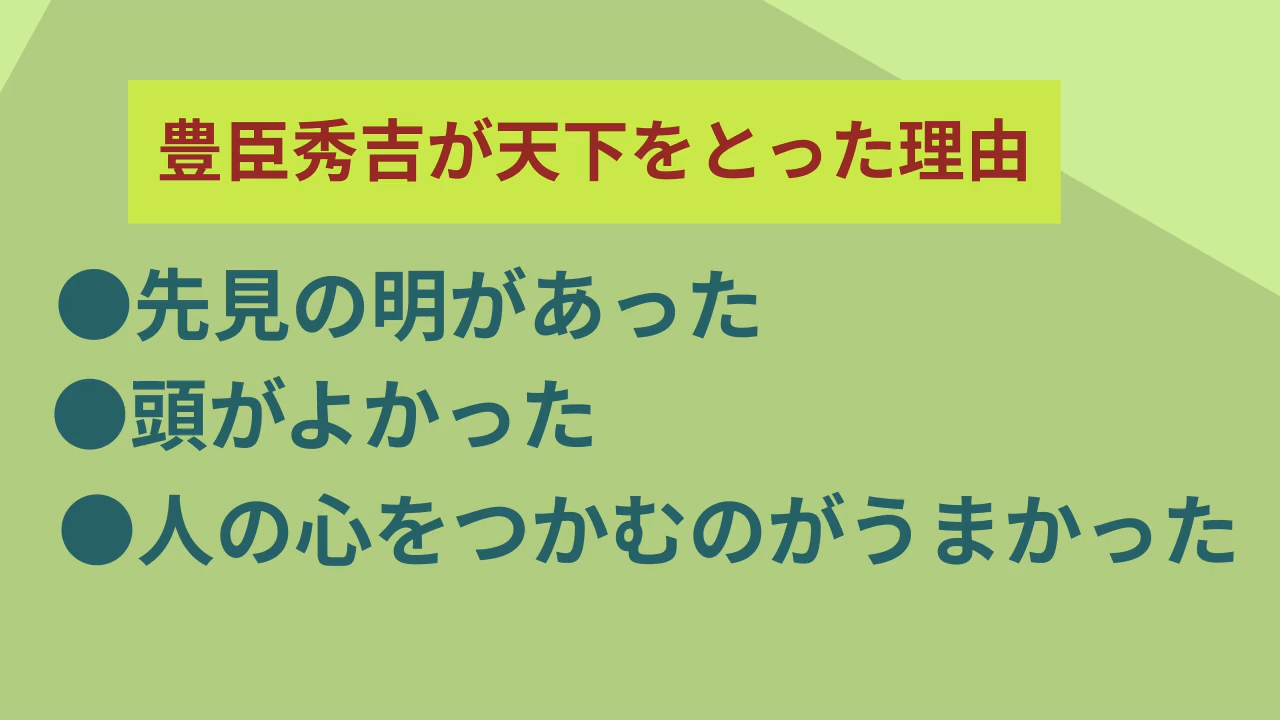 豊臣秀吉が天下をとった理由
●先見の明があった
●頭がよかった
●人の心をつかむのがうまかった